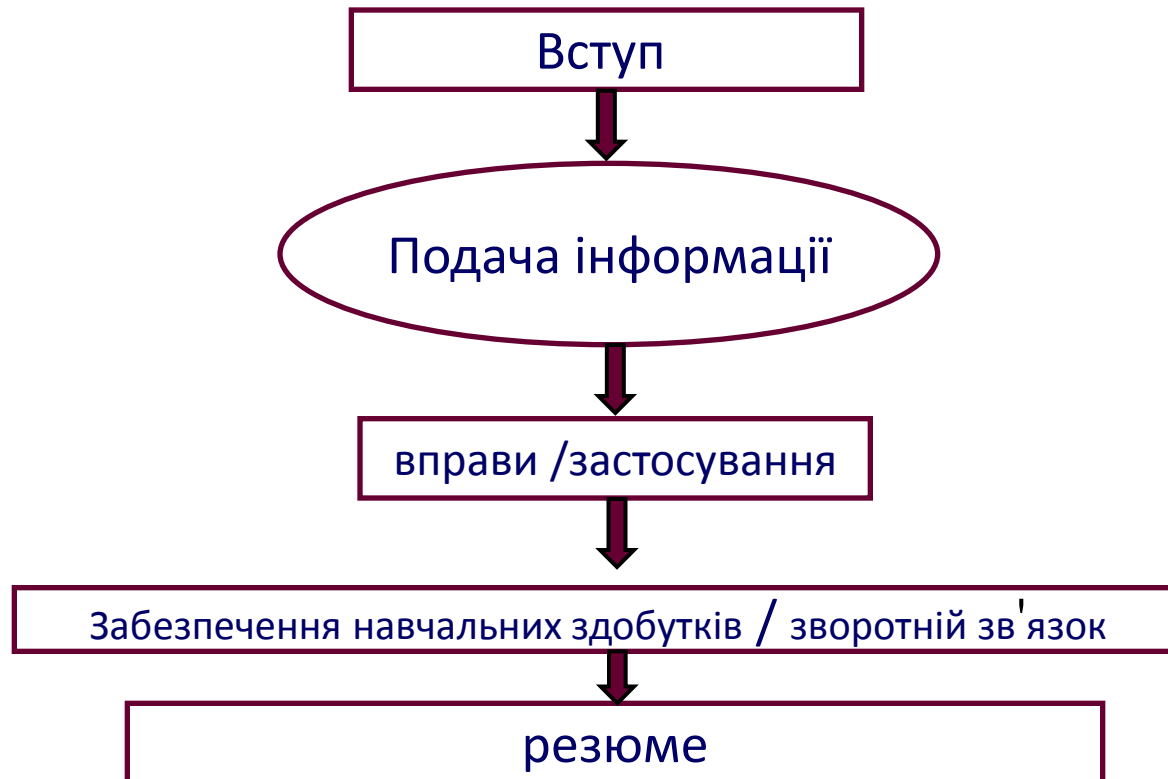 Вступ
Подача інформації
вправи /застосування
Забезпечення навчальних здобутків / зворотній зв'язок
резюме